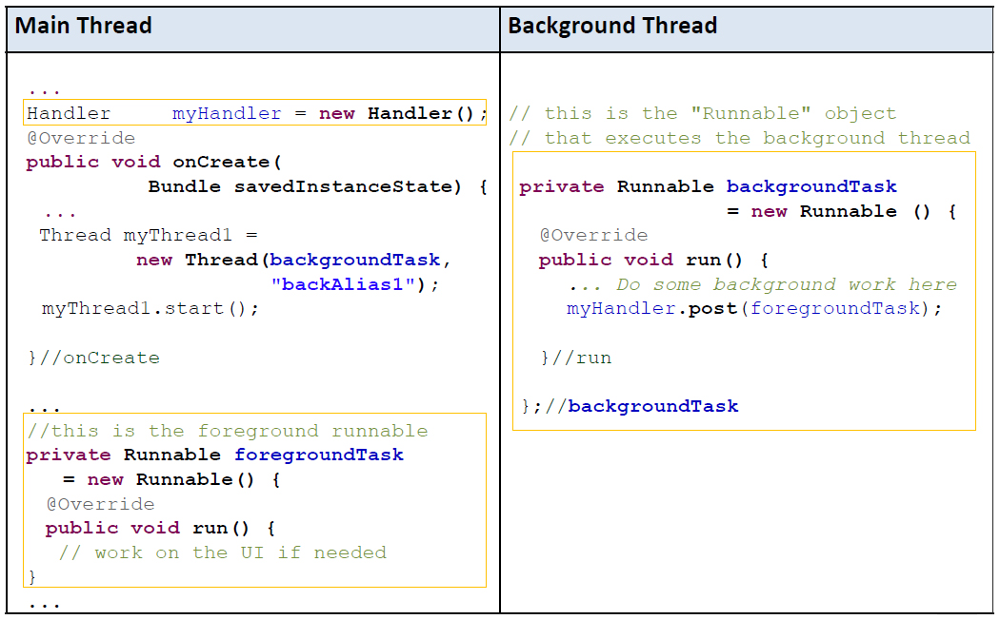 Main Thread
...
Handler     myHandler = new Handler();
@Override
public void onCreate(
          Bundle savedInstanceState) {
  ...
 Thread myThread1 =
         new Thread(backgroundTask,
                    "backAlias1");
 myThread1.start();
}//onCreate
...
//this is the foreground runnable
private Runnable foregroundTask
   = new Runnable() {
  @Override
  public void run() {
   // work on the UI if needed
}
...
Background Thread
// this is the "Runnable" object
// that executes the background thread
private Runnable backgroundTask
                 = new Runnable () {
  @Override
  public void run() {
    ... Do some background work here
    myHandler.post(foregroundTask);
  }//run
};//backgroundTask